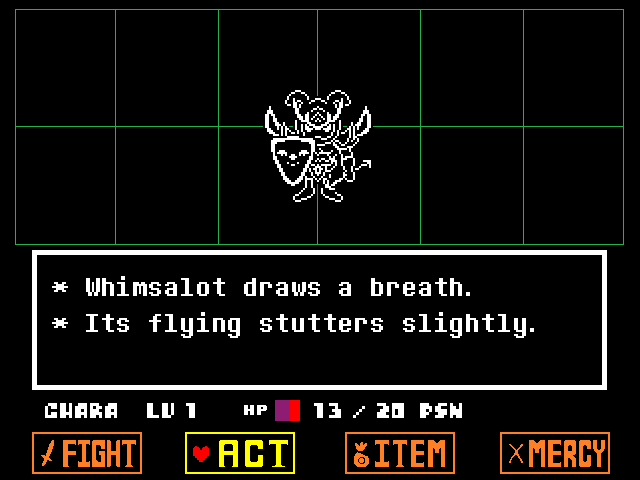 * Whimsalot draws a breath.
* Its flying stutters slightly.
CHARA LV 1 HP 13 / 20 PSN
FIGHT ACT ITEM MERCY